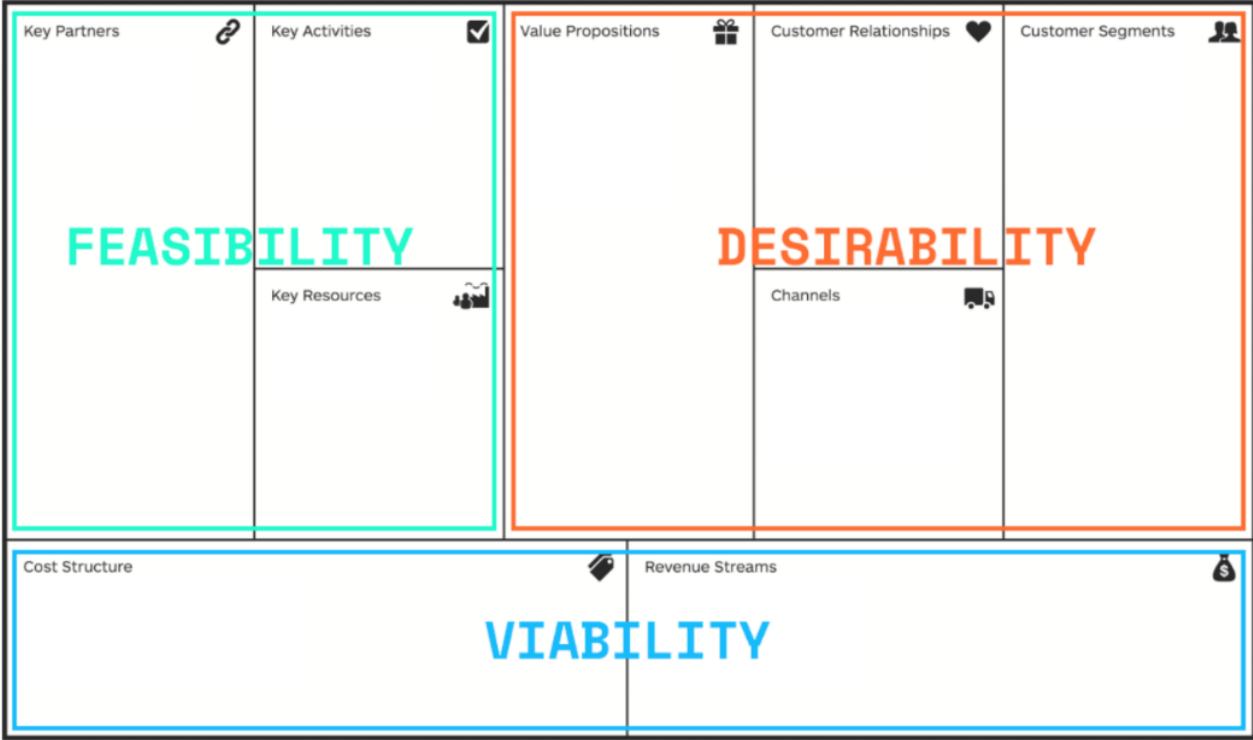 Key Partners
Key Activities
Value Propositions
Customer Relationships
Customer Segments
FEASIBILITY
DESIRABILITY
Key Resources
Channels
Cost Structure
Revenue Streams
$
VIABILITY